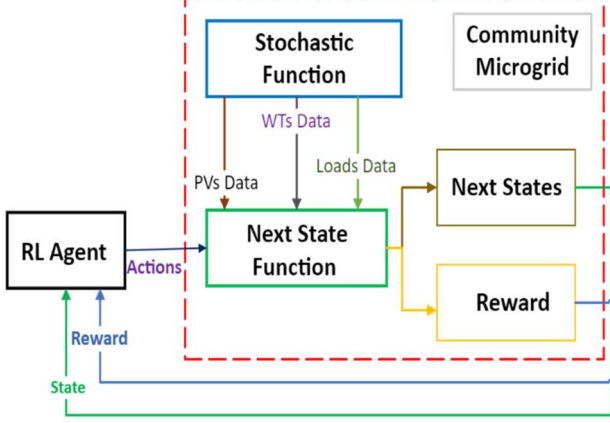 Stochastic
Function
Community
Microgrid
WTs Data
Loads Data
PVs Data
Next States
RL Agent
Actions
Next State
Function
Reward
Reward
State